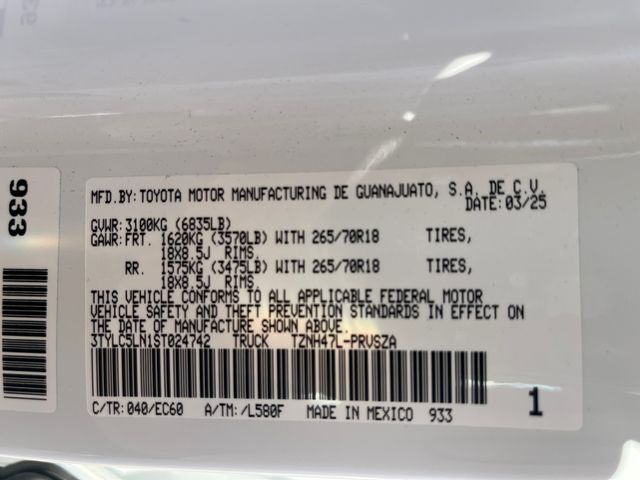 933
MFD.BY:TOYOTA MOTOR MANUFACTURING DE GUANAJUATO, S.A. DE C.V.
DATE:03/25
GVWR:3100KG (6835LB)
GAWR:FRT. 1620KG (3570LB) WITH 265/70R18 TIRES,
18X8.5J RIMS.
RR. 1575KG (3475LB) WITH 265/70R18 TIRES,
18X8.5J RIMS.
THIS VEHICLE CONFORMS TO ALL APPLICABLE FEDERAL MOTOR
VEHICLE SAFETY AND THEFT PREVENTION STANDARDS IN EFFECT ON
THE DATE OF MANUFACTURE SHOWN ABOVE.
3TYLC5LN1ST024742 TRUCK TZNH47L-PRVSZA
C/TR:040/EC60 A/TM:/L580F MADE IN MEXICO 933
1